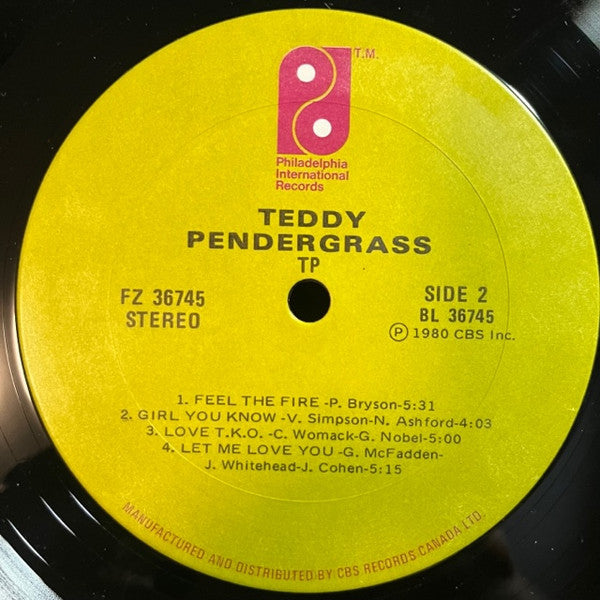 T.M.
Philadelphia
International
Records
TEDDY
PENDERGRASS
TP
FZ 36745
STEREO
SIDE 2
BL 36745
Ⓟ 1980 CBS Inc.
1. FEEL THE FIRE -P. Bryson-5:31
2. GIRL YOU KNOW -V. Simpson-N. Ashford-4:03
3. LOVE T.K.O. -C. Womack-G. Nobel-5:00
4. LET ME LOVE YOU -G. McFadden-
J. Whitehead-J. Cohen-5:15
MANUFACTURED AND DISTRIBUTED BY CBS RECORDS CANADA LTD.